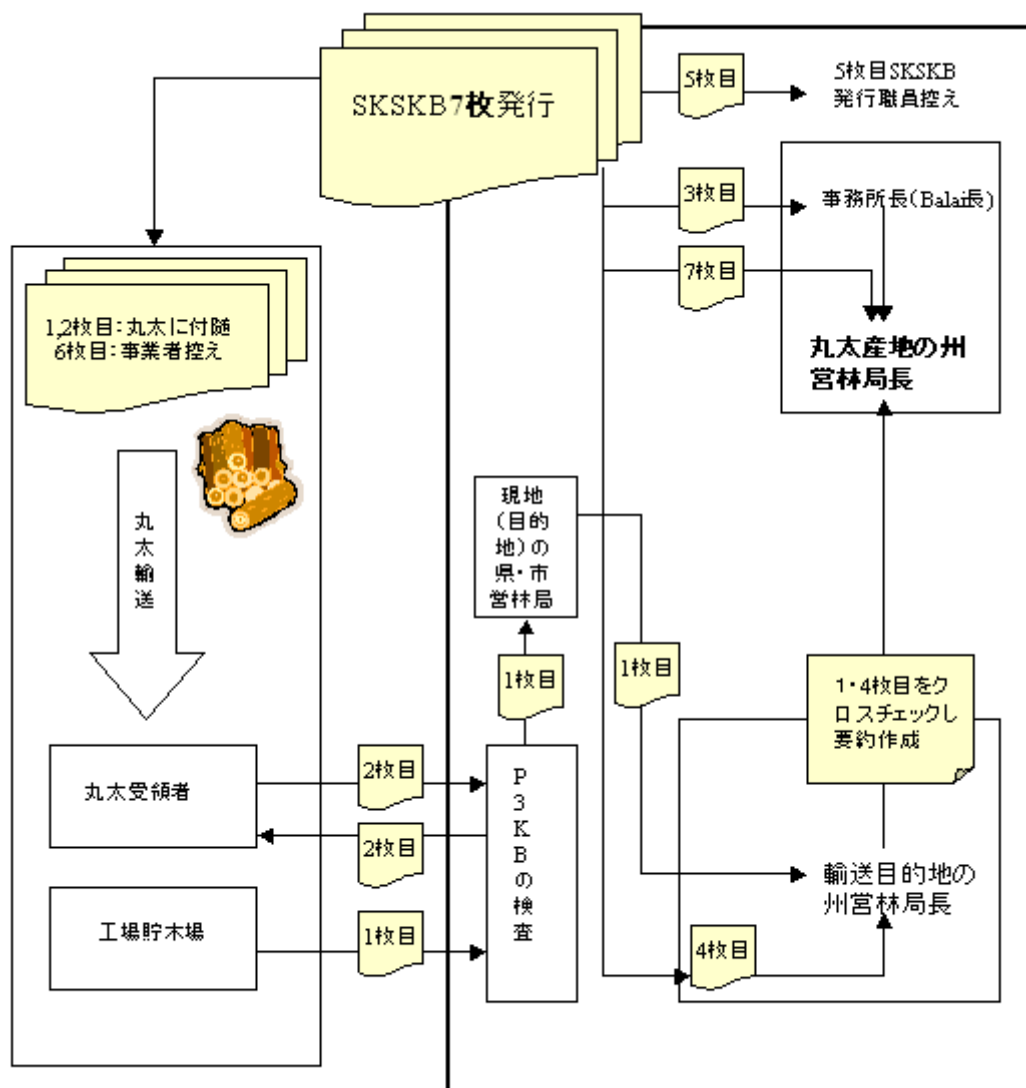 SKSKB7枚発行
5枚目
5枚目SKSKB
発行職員控え
3枚目
事務所長(Balai長)
7枚目
丸太産地の州
営林局長
1,2枚目:丸太に付随
6枚目:事業者控え
丸太輸送
現地
(目的
地)の
県・市
営林局
1枚目
1枚目
1・4枚目をク
ロスチェックし
要約作成
丸太受領者
2枚目
2枚目
P3KBの検査
輸送目的地の
州営林局長
工場貯木場
1枚目
4枚目